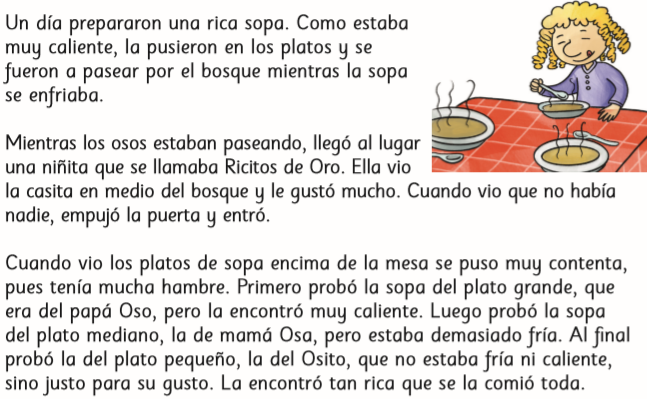 Un día prepararon una rica sopa. Como estaba
muy caliente, la pusieron en los platos y se
fueron a pasear por el bosque mientras la sopa
se enfriaba.
Mientras los osos estaban paseando, llegó al lugar
una niñita que se llamaba Ricitos de Oro. Ella vio
la casita en medio del bosque y le gustó mucho. Cuando vio que no había
nadie, empujó la puerta y entró.
Cuando vio los platos de sopa encima de la mesa se puso muy contenta,
pues tenía mucha hambre. Primero probó la sopa del plato grande, que
era del papá Oso, pero la encontró muy caliente. Luego probó la sopa
del plato mediano, la de mamá Osa, pero estaba demasiado fría. Al final
probó la del plato pequeño, la del Osito, que no estaba fría ni caliente,
sino justo para su gusto. La encontró tan rica que se la comió toda.